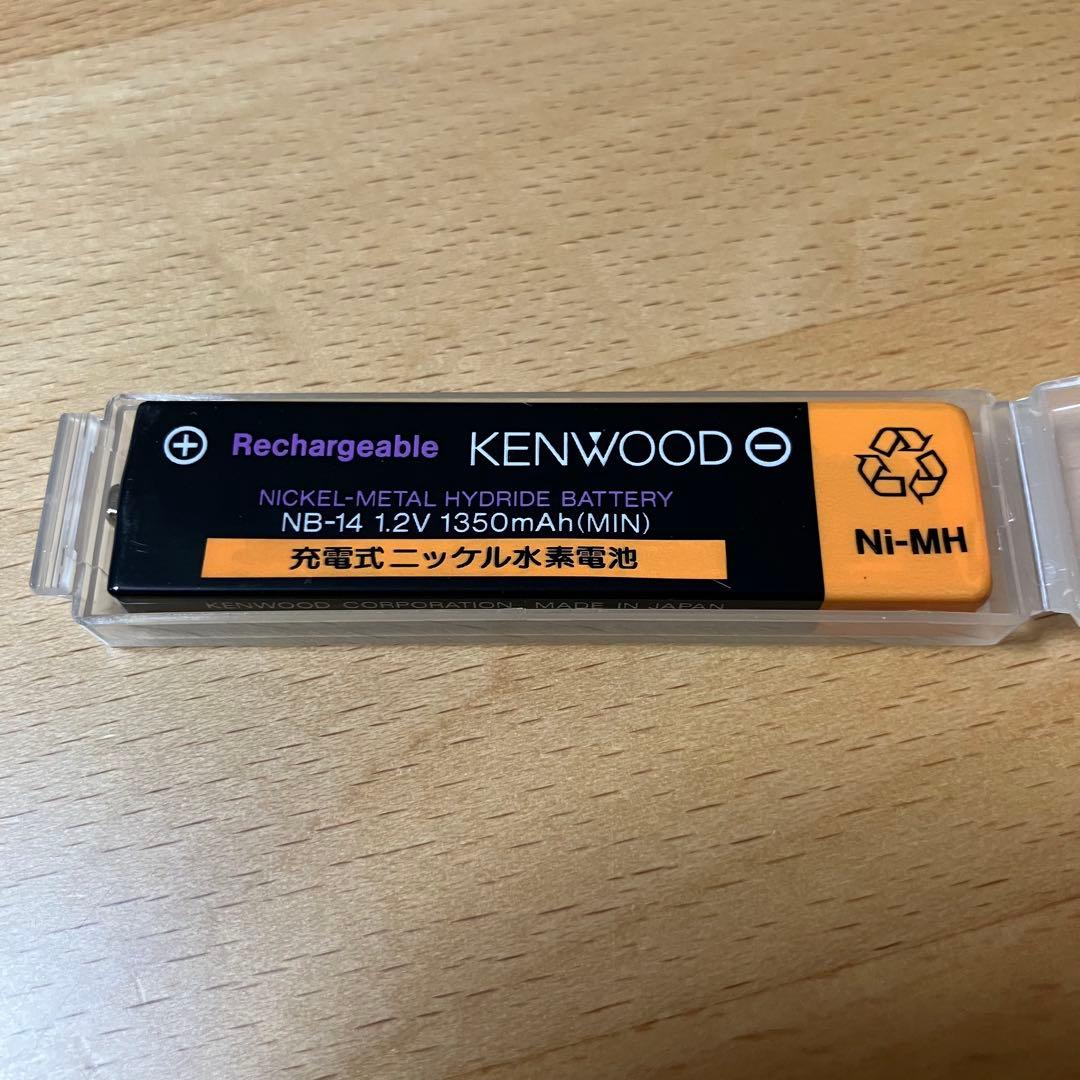 ⊕ Rechargeable KENWOOD ⊖
NICKEL-METAL HYDRIDE BATTERY
NB-14 1.2V 1350mAh(MIN)
充電式ニッケル水素電池
Ni-MH
KENWOOD CORPORATION MADE IN JAPAN